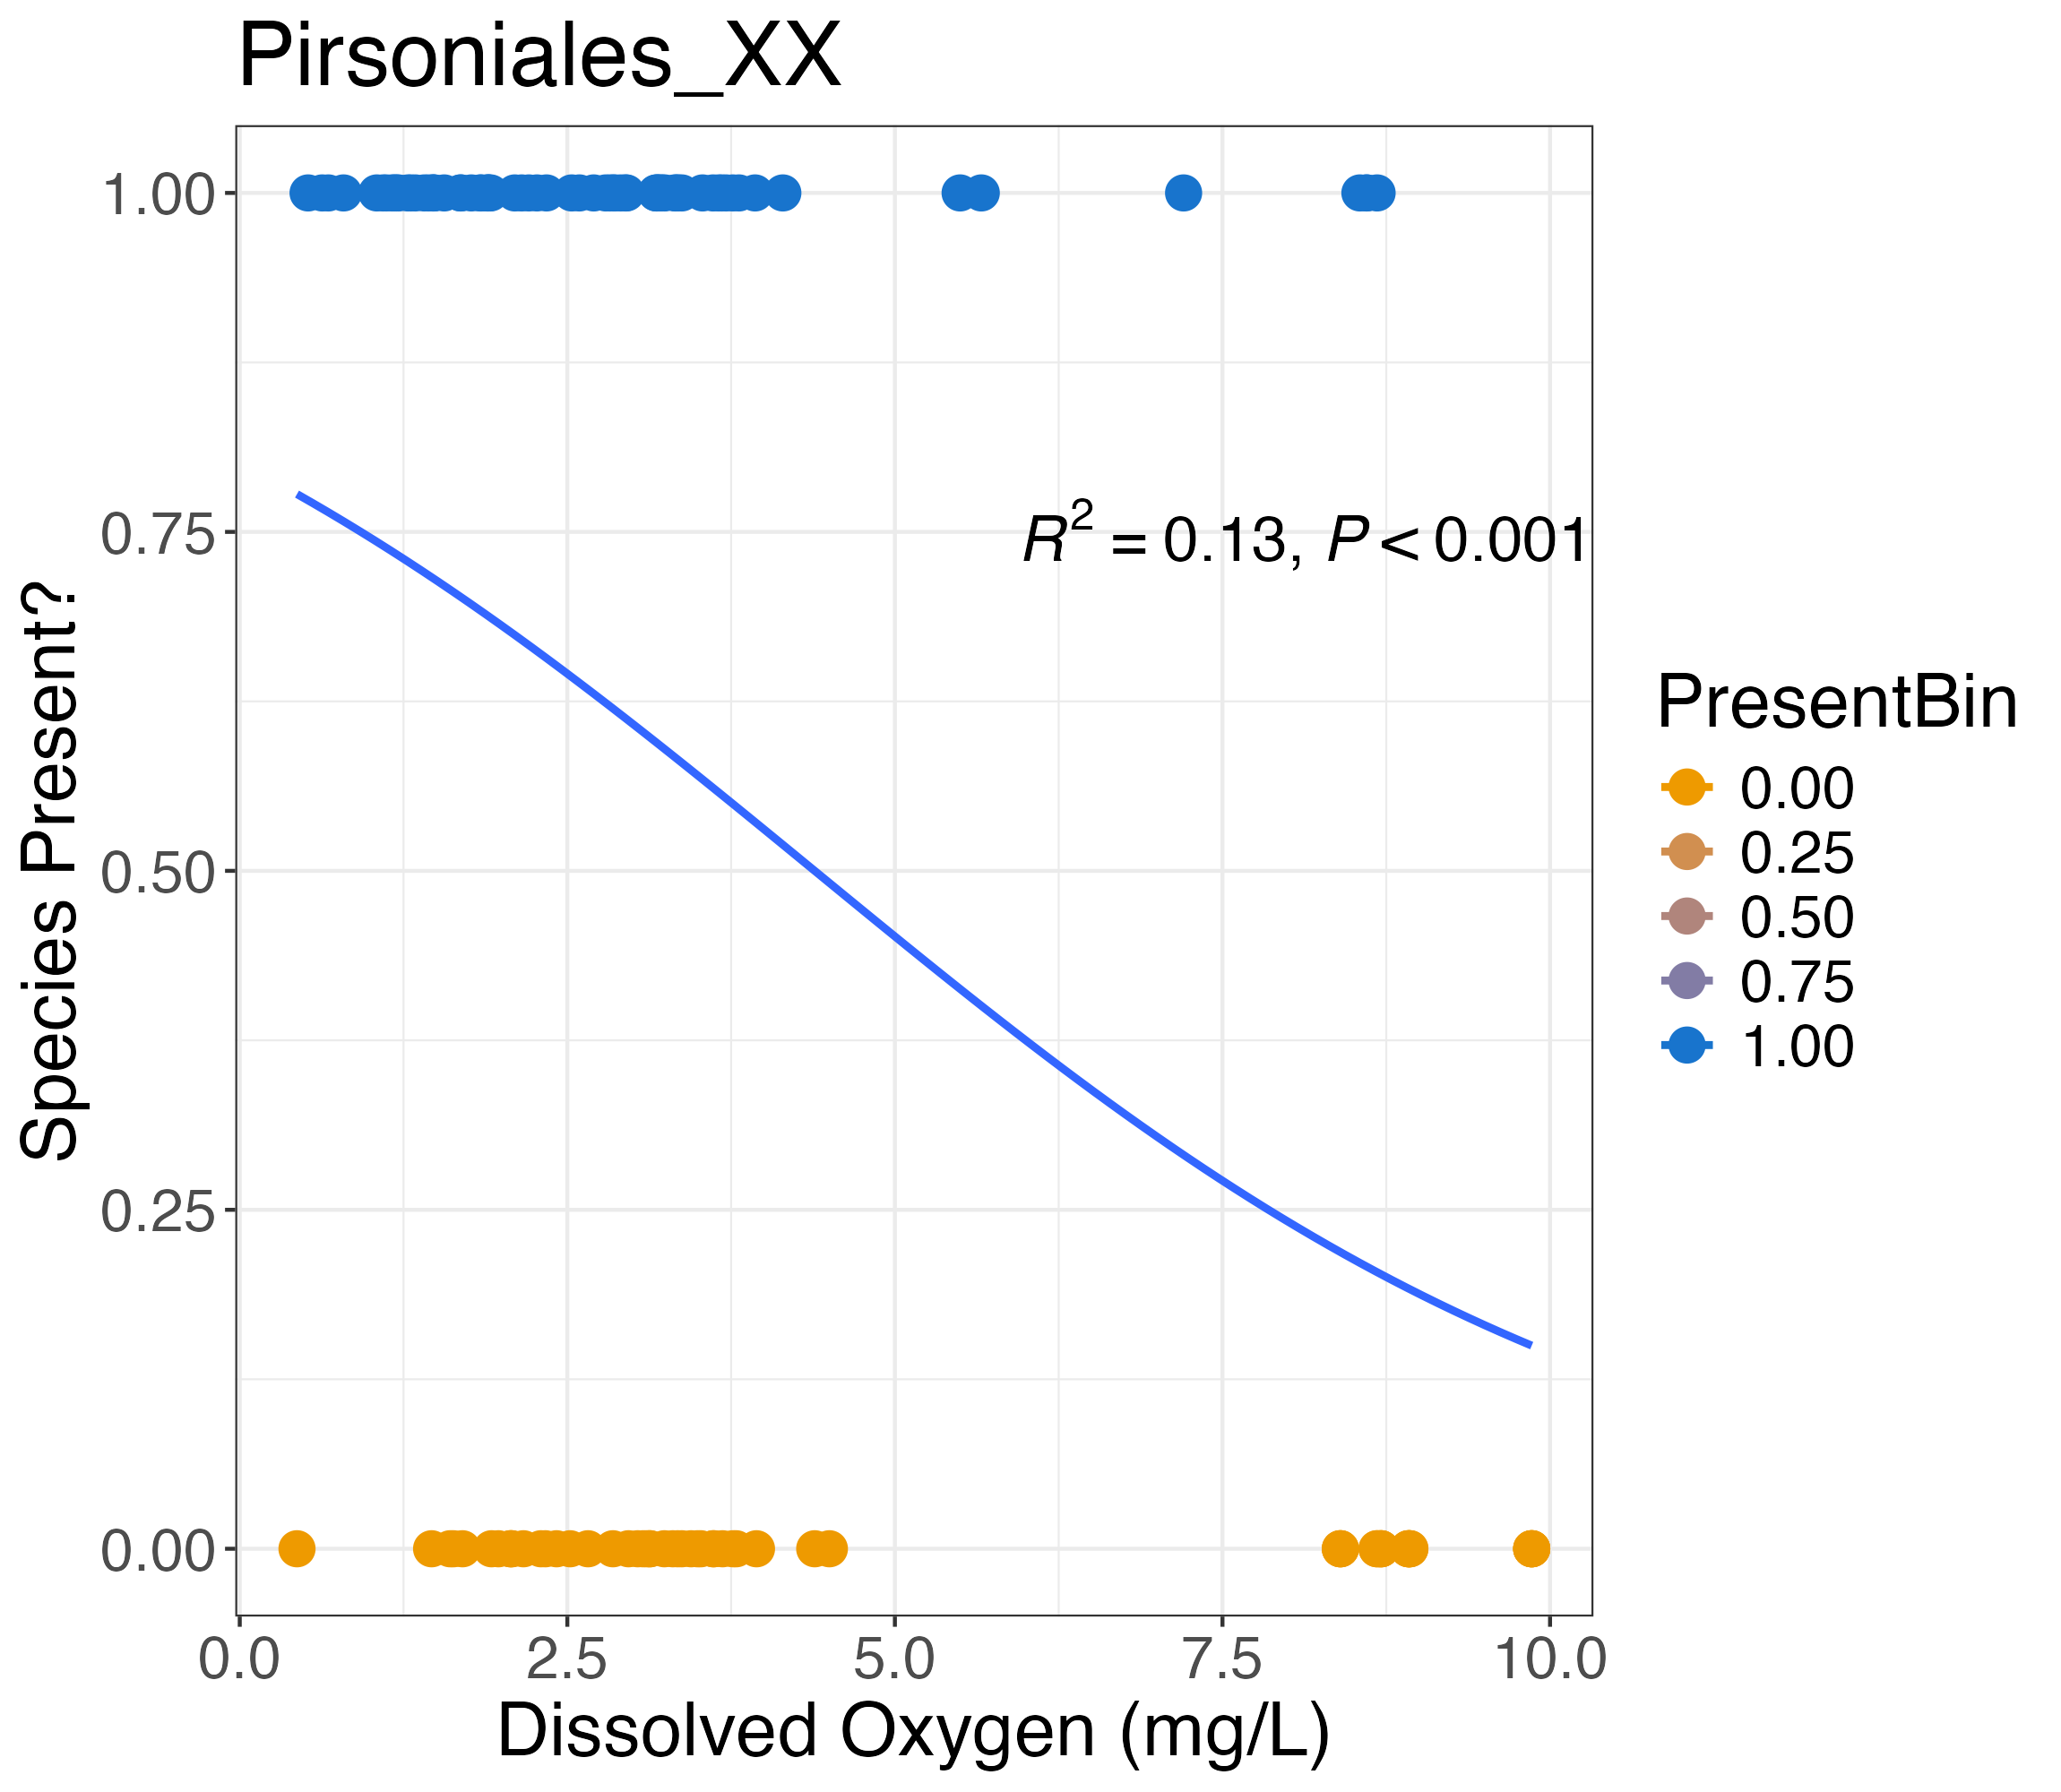 Pirsoniales_XX
1.00
0.75
0.50
0.25
0.00
Species Present?
R² = 0.13, P < 0.001
0.0 2.5 5.0 7.5 10.0
Dissolved Oxygen (mg/L)
PresentBin
0.00
0.25
0.50
0.75
1.00